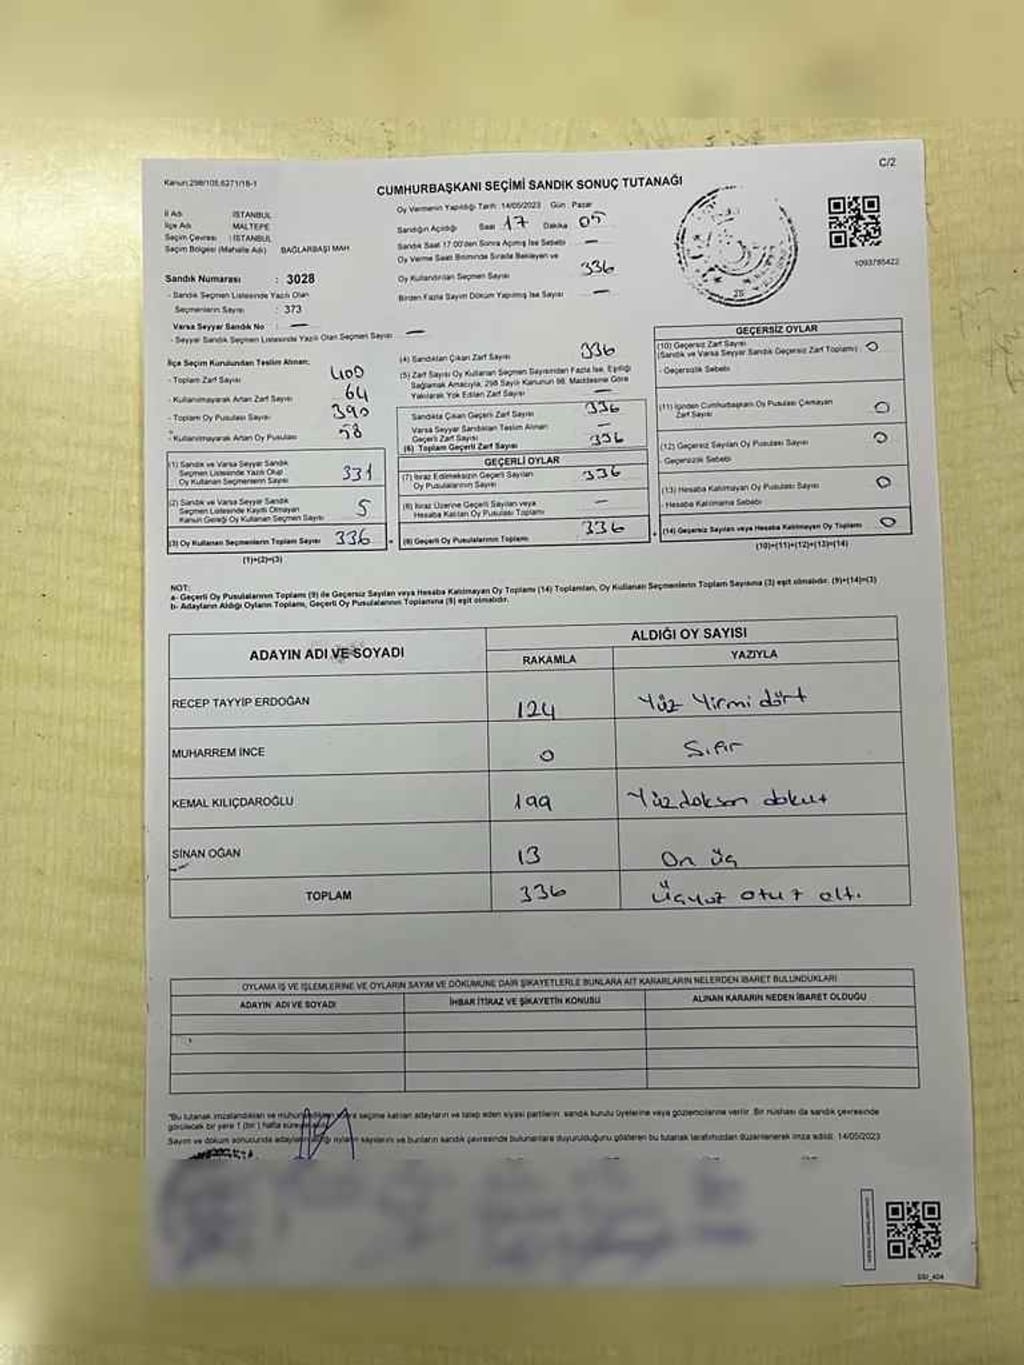 C/2
Kanun:298/105,6271/16-1
CUMHURBAŞKANI SEÇİMİ SANDIK SONUÇ TUTANAĞI
İl Adı : İSTANBUL
İlçe Adı : MALTEPE
Seçim Çevresi : İSTANBUL
Seçim Bölgesi (Mahalle Adı) : BAĞLARBAŞI MAH
Sandık Numarası : 3028
- Sandık Seçmen Listesinde Yazılı Olan
Seçmenlerin Sayısı : 373
Varsa Seyyar Sandık No : —
- Seyyar Sandık Seçmen Listesinde Yazılı Olan Seçmen Sayısı : —
Oy Vermenin Yapıldığı Tarih :14/05/2023 Gün : Pazar
Sandığın Açıldığı Saat : 17 Dakika : 05
Sandık Saat 17:00'den Sonra Açılmış İse Sebebi : —
Oy Verme Saati Bitiminde Sırada Bekleyen ve
Oy Kullandırılan Seçmen Sayısı : 336
Birden Fazla Sayım Döküm Yapılmış İse Sayısı : —
1093785422
İlçe Seçim Kurulundan Teslim Alınan:
- Toplam Zarf Sayısı : 400
- Kullanılmayarak Artan Zarf Sayısı : 64
- Toplam Oy Pusulası Sayısı : 390
- Kullanılmayarak Artan Oy Pusulası : 58
(1) Sandık ve Varsa Seyyar Sandık
Seçmen Listesinde Yazılı Olup
Oy Kullanan Seçmenlerin Sayısı 331
(2) Sandık ve Varsa Seyyar Sandık
Seçmen Listesinde Kayıtlı Olmayan
Kanun Gereği Oy Kullanan Seçmen Sayısı 5
(3) Oy Kullanan Seçmenlerin Toplam Sayısı 336
(1)+(2)=(3)
(4) Sandıktan Çıkan Zarf Sayısı : 336
(5) Zarf Sayısı Oy Kullanan Seçmen Sayısından Fazla İse, Eşitliği
Sağlamak Amacıyla, 298 Sayılı Kanunun 98. Maddesine Göre
Yakılarak Yok Edilen Zarf Sayısı : —
Sandıkta Çıkan Geçerli Zarf Sayısı : 336
Varsa Seyyar Sandıktan Teslim Alınan
Geçerli Zarf Sayısı : —
(6) Toplam Geçerli Zarf Sayısı : 336
GEÇERLİ OYLAR
(7) İtiraz Edilmeksizin Geçerli Sayılan
Oy Pusulalarının Sayısı : 336
(8) İtiraz Üzerine Geçerli Sayılan veya
Hesaba Katılan Oy Pusulası Toplamı : —
(9) Geçerli Oy Pusulalarının Toplamı : 336
GEÇERSİZ OYLAR
(10) Geçersiz Zarf Sayısı
(Sandık ve Varsa Seyyar Sandık Geçersiz Zarf Toplamı) : 0
- Geçersizlik Sebebi
(11) İçinden Cumhurbaşkanı Oy Pusulası Çıkmayan
Zarf Sayısı : 0
(12) Geçersiz Sayılan Oy Pusulası Sayısı : 0
- Geçersizlik Sebebi
(13) Hesaba Katılmayan Oy Pusulası Sayısı : 0
- Hesaba Katılmama Sebebi
(14) Geçersiz Sayılan veya Hesaba Katılmayan Oy Toplamı : 0
(10)+(11)+(12)+(13)=(14)
NOT:
a- Geçerli Oy Pusulalarının Toplamı (9) ile Geçersiz Sayılan veya Hesaba Katılmayan Oy Toplamı (14) Toplamları, Oy Kullanan Seçmenlerin Toplam Sayısına (3) eşit olmalıdır. (9)+(14)=(3)
b- Adayların Aldığı Oyların Toplamı, Geçerli Oy Pusulalarının Toplamına (9) eşit olmalıdır.
ADAYIN ADI VE SOYADI
ALDIĞI OY SAYISI
RAKAMLA YAZIYLA
RECEP TAYYİP ERDOĞAN 124 Yüz Yirmi dört
MUHARREM İNCE 0 Sıfır
KEMAL KILIÇDAROĞLU 199 Yüzdoksan dokuz
SİNAN OĞAN 13 On üç
TOPLAM 336 Üçyüz otuz altı
OYLAMA İŞ VE İŞLEMLERİNE VE OYLARIN SAYIM VE DÖKÜMÜNE DAİR ŞİKAYETLERLE BUNLARA AİT KARARLARIN NELERDEN İBARET BULUNDUKLARI
ADAYIN ADI VE SOYADI İHBAR İTİRAZ VE ŞİKAYETİN KONUSU ALINAN KARARIN NEDEN İBARET OLDUĞU
"Bu tutanak imzalandıktan ve mühürlendikten sonra seçime katılan adayların ve talep eden siyasi partilerin sandık kurulu üyelerine veya gözlemcilerine verilir. Bir nüshası da sandık çevresinde
görülecek bir yere 1 (bir) hafta süreyle
Sayım ve döküm sonucunda adayların aldığı oyların sayılarını ve bunların sandık çevresinde bulunanlara duyurulduğunu gösteren bu tutanak tarafımızdan düzenlenerek imza edildi. 14/05/2023